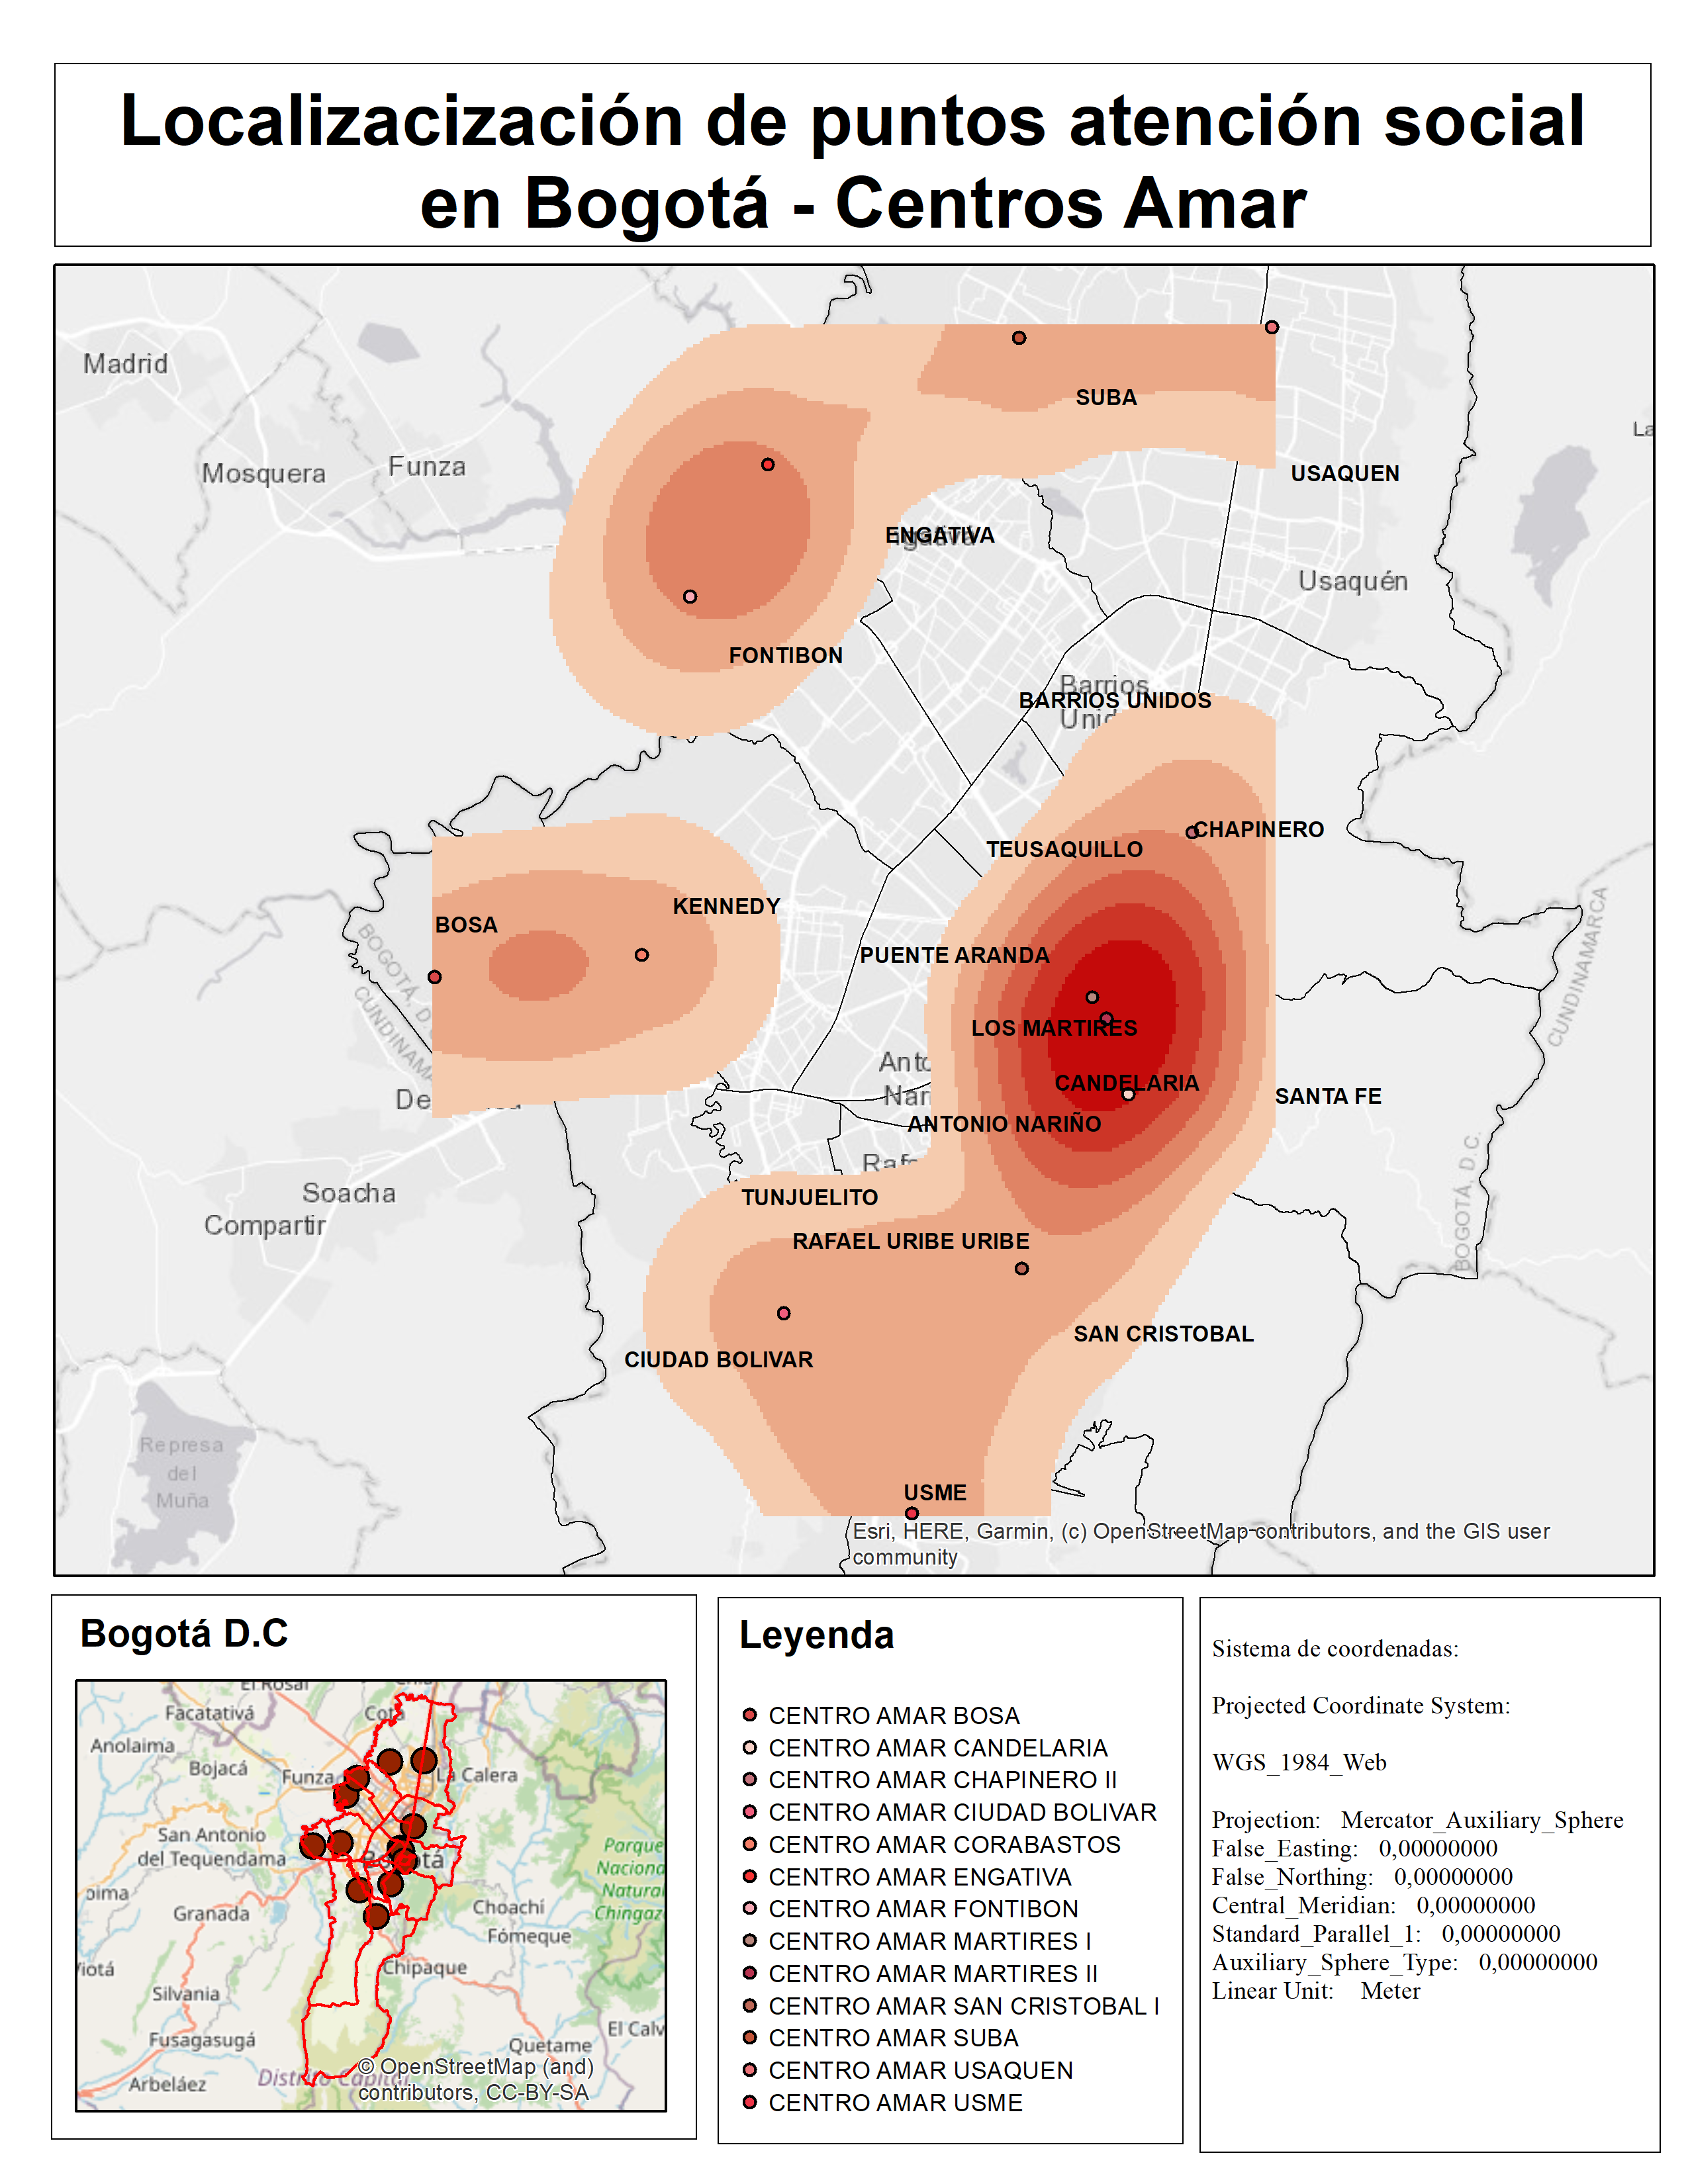 Localizacización de puntos atención social
en Bogotá - Centros Amar
Madrid
SUBA
La
Mosquera
Funza
USAQUEN
ENGATIVA
Usaquén
FONTIBON
Barrios
BARRIOS UNIDOS
CHAPINERO
TEUSAQUILLO
KENNEDY
BOSA
PUENTE ARANDA
BOGOTÁ, D.
CUNDINAMARCA
LOS MARTIRES
CANDELARIA
SANTA FE
ANTONIO NARIÑO
Soacha
TUNJUELITO
Compartir
BOGOTÁ, D.C.
RAFAEL URIBE URIBE
SAN CRISTOBAL
CIUDAD BOLIVAR
Represa
del
Muña
USME
Esri, HERE, Garmin, (c) OpenStreetMap contributors, and the GIS user
community
Bogotá D.C
El Rosal
Facatativá
Cota
Anolaima
Bojacá
Funza
La Calera
San Antonio
del Tequendama
Parque
Naciona
Natura
Chingaz
Granada
Choachí
Fómeque
Chipaque
Silvania
El Calv
Fusagasugá
Quetame
Arbeláez
© OpenStreetMap (and)
contributors, CC-BY-SA
Leyenda
CENTRO AMAR BOSA
CENTRO AMAR CANDELARIA
CENTRO AMAR CHAPINERO II
CENTRO AMAR CIUDAD BOLIVAR
CENTRO AMAR CORABASTOS
CENTRO AMAR ENGATIVA
CENTRO AMAR FONTIBON
CENTRO AMAR MARTIRES I
CENTRO AMAR MARTIRES II
CENTRO AMAR SAN CRISTOBAL I
CENTRO AMAR SUBA
CENTRO AMAR USAQUEN
CENTRO AMAR USME
Sistema de coordenadas:
Projected Coordinate System:
WGS_1984_Web
Projection: Mercator_Auxiliary_Sphere
False_Easting: 0,00000000
False_Northing: 0,00000000
Central_Meridian: 0,00000000
Standard_Parallel_1: 0,00000000
Auxiliary_Sphere_Type: 0,00000000
Linear Unit: Meter